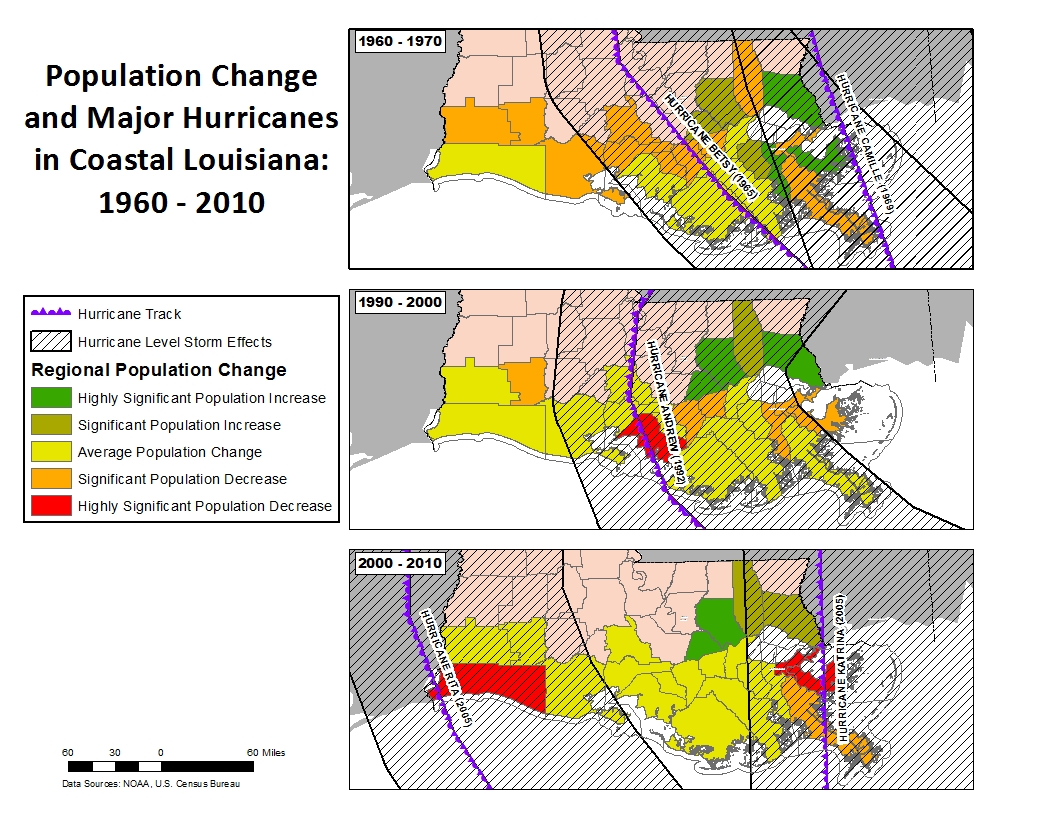 Population Change
and Major Hurricanes
in Coastal Louisiana:
1960 - 2010
1960 - 1970
HURRICANE BETSY (1965)
HURRICANE CAMILLE (1969)
1990 - 2000
HURRICANE ANDREW (1992)
2000 - 2010
HURRICANE RITA (2005)
HURRICANE KATRINA (2005)
Hurricane Track
Hurricane Level Storm Effects
Regional Population Change
Highly Significant Population Increase
Significant Population Increase
Average Population Change
Significant Population Decrease
Highly Significant Population Decrease
60 30 0 60 Miles
Data Sources: NOAA, U.S. Census Bureau